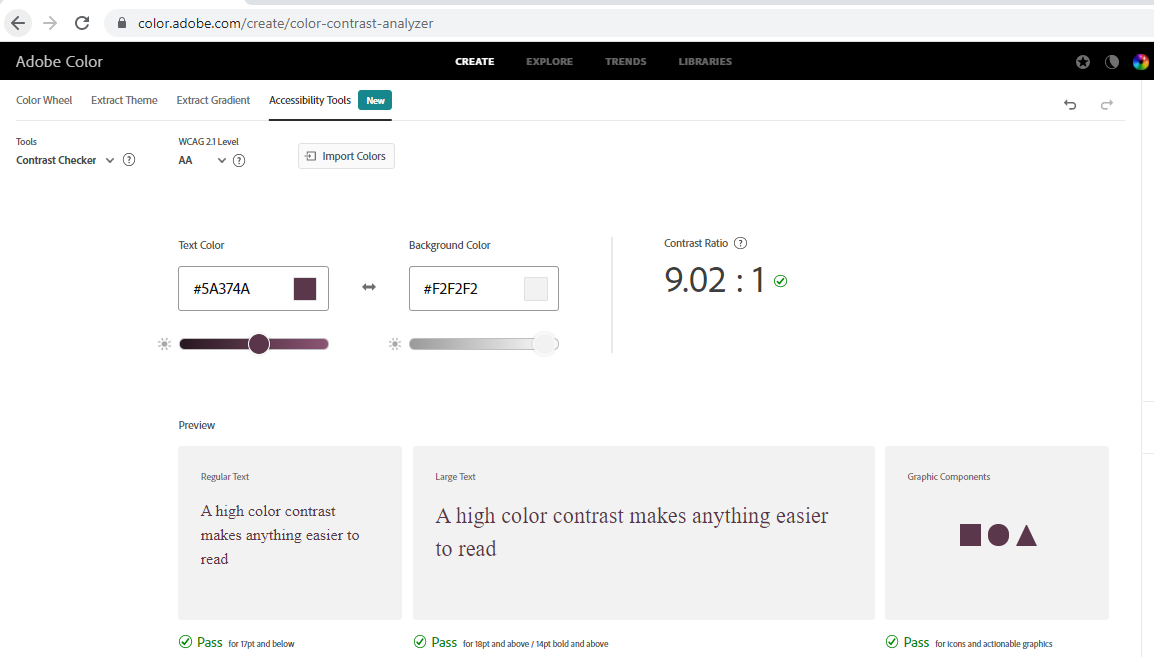 color.adobe.com/create/color-contrast-analyzer
Adobe Color
CREATE
EXPLORE
TRENDS
LIBRARIES
Color Wheel
Extract Theme
Extract Gradient
Accessibility Tools
New
Tools
Contrast Checker
?
WCAG 2.1 Level
AA
?
Import Colors
Text Color
#5A374A
Background Color
#F2F2F2
Contrast Ratio ?
9.02 : 1
Preview
Regular Text
A high color contrast
makes anything easier to
read
Large Text
A high color contrast makes anything easier
to read
Graphic Components
Pass for 17pt and below
Pass for 18pt and above / 14pt bold and above
Pass for icons and actionable graphics